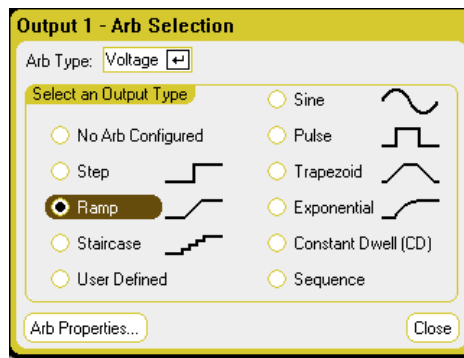 Output 1 - Arb Selection
Arb Type: Voltage
Select an Output Type
No Arb Configured
Step
Ramp
Staircase
User Defined
Sine
Pulse
Trapezoid
Exponential
Constant Dwell (CD)
Sequence
Arb Properties...
Close